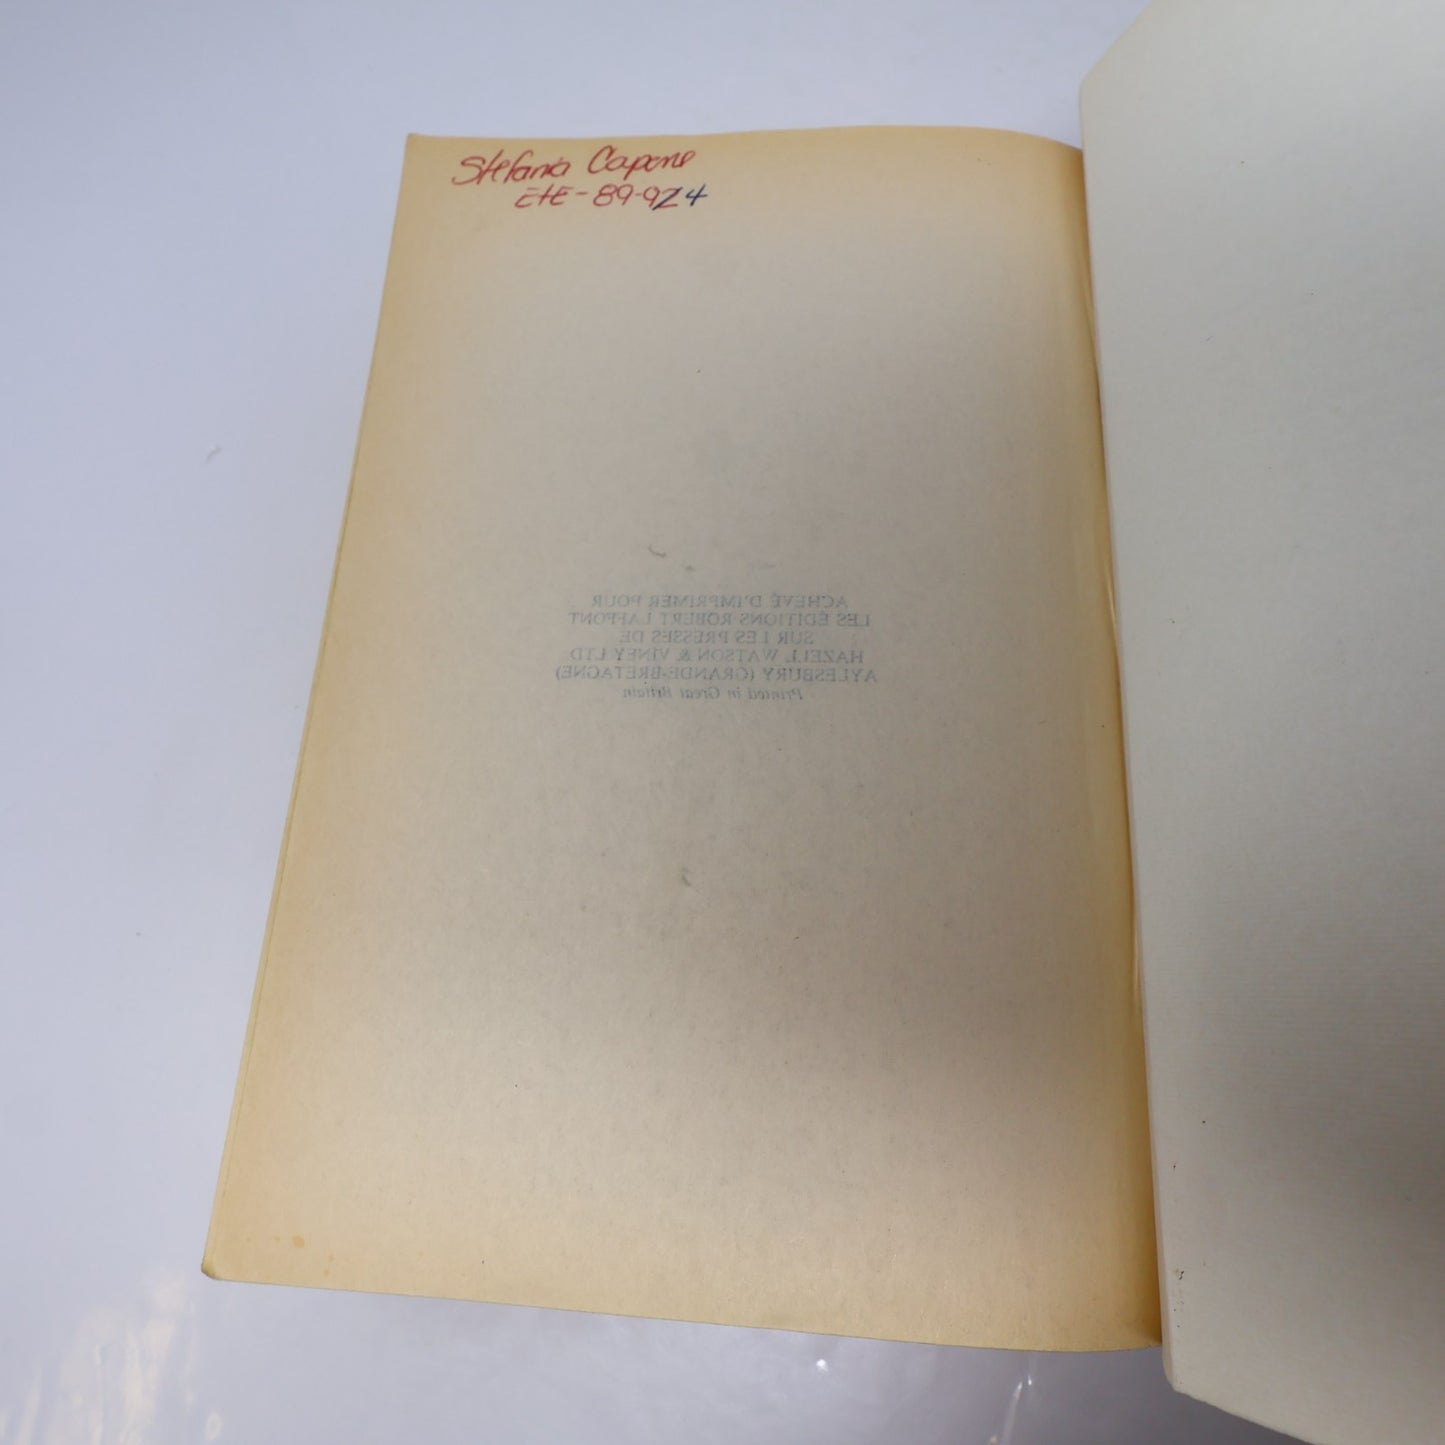 Stefania Capone
ETE-89-924
ACHEVÉ D'IMPRIMER POUR
LES ÉDITIONS ROBERT LAFFONT
SUR LES PRESSES DE
HAZELL WATSON & VINEY LTD
AYLESBURY (GRANDE-BRETAGNE)
Printed in Great Britain